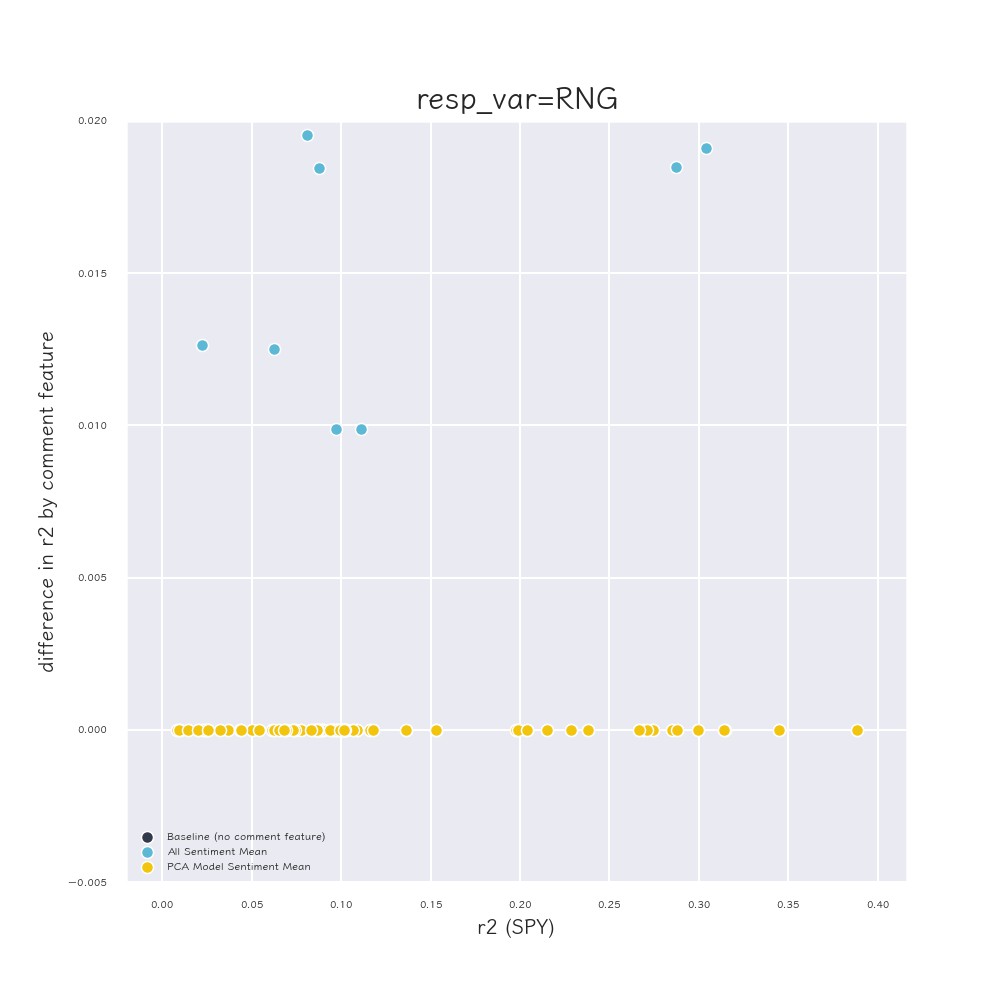 resp_var=RNG
0.020
0.015
0.010
0.005
0.000
−0.005
difference in r2 by comment feature
Baseline (no comment feature)
All Sentiment Mean
PCA Model Sentiment Mean
0.00 0.05 0.10 0.15 0.20 0.25 0.30 0.35 0.40
r2 (SPY)